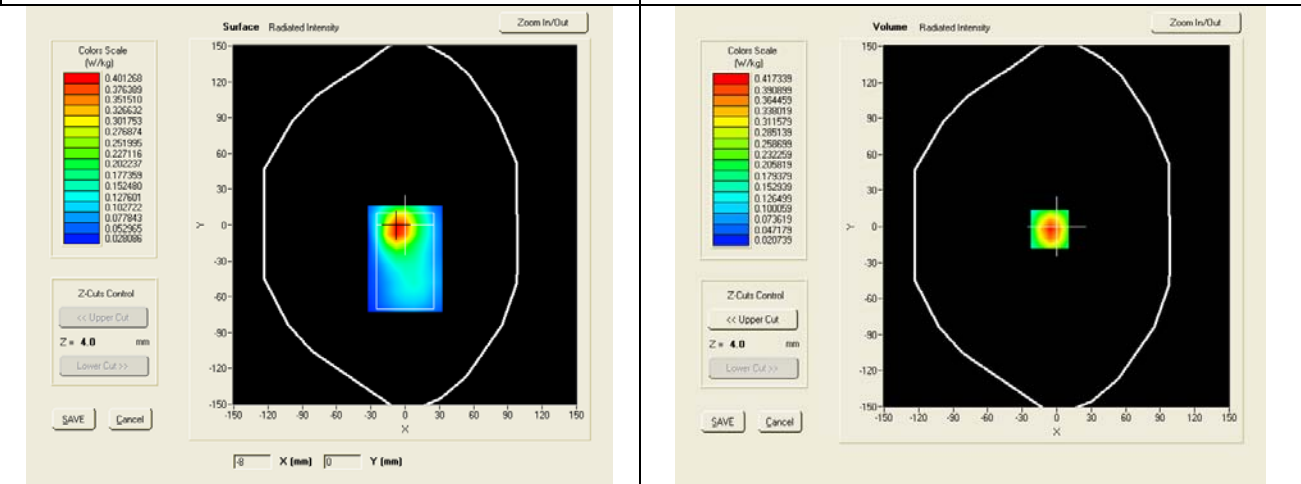 Surface Radiated Intensity
Zoom In/Out
Colors Scale
(W/kg)
0.401268
0.376389
0.351510
0.326632
0.301753
0.276874
0.251995
0.227116
0.202237
0.177359
0.152480
0.127601
0.102722
0.077843
0.052965
0.028086
Z-Cuts Control
<< Upper Cut
Z = 4.0 mm
Lower Cut >>
SAVE Cancel
150
120
90
60
30
0
-30
-60
-90
-120
-150
Y
-150 -120 -90 -60 -30 0 30 60 90 120 150
X
-8 X (mm) 0 Y (mm)
Volume Radiated Intensity
Zoom In/Out
Colors Scale
(W/kg)
0.417339
0.390899
0.364459
0.338019
0.311579
0.285139
0.258699
0.232259
0.205819
0.179379
0.152939
0.126499
0.100059
0.073619
0.047179
0.020739
Z-Cuts Control
<< Upper Cut
Z = 4.0 mm
Lower Cut >>
SAVE Cancel
150
120
90
60
30
0
-30
-60
-90
-120
-150
Y
-150 -120 -90 -60 -30 0 30 60 90 120 150
X